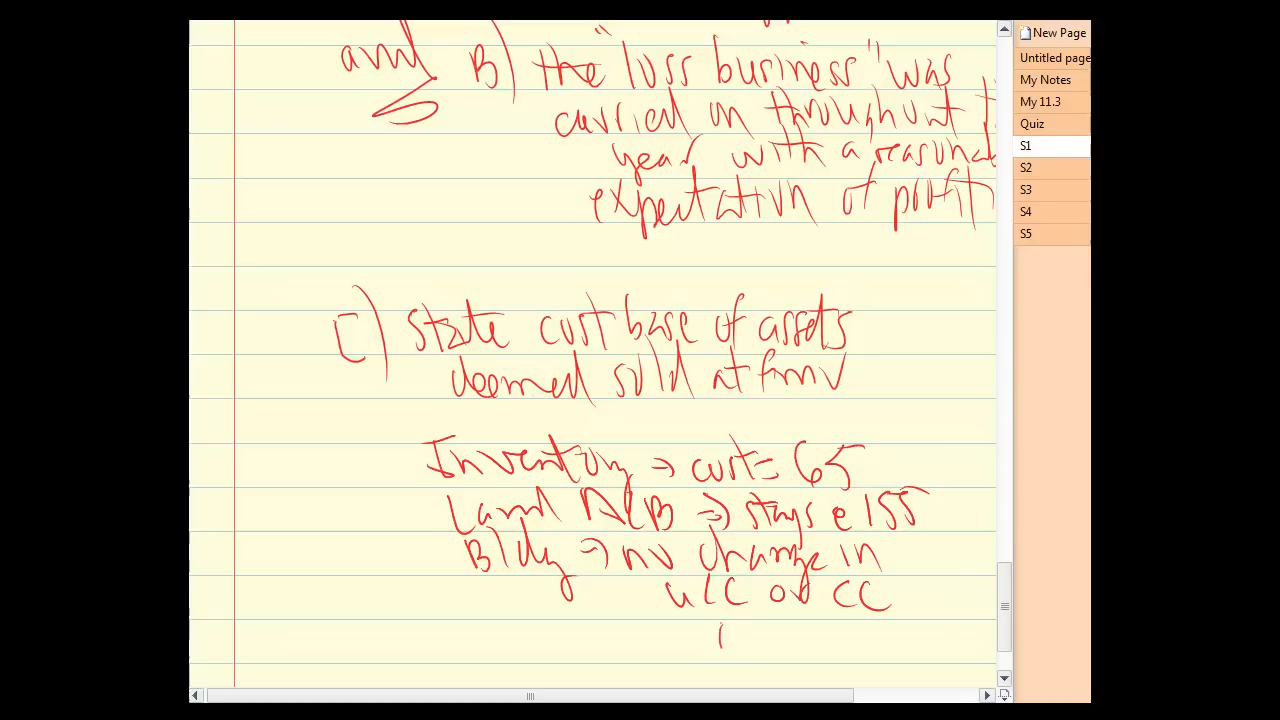 and B) the "loss business" was
carried on throughout
year with a reasonab
expectation of profit
C) State cost base of assets
deemed sold at fmv
Inventory ⇒ cost = 65
Land ACB ⇒ stays @ 155
Bldg ⇒ no change in
UCC or CC
New Page
Untitled page
My Notes
My 11.3
Quiz
S1
S2
S3
S4
S5